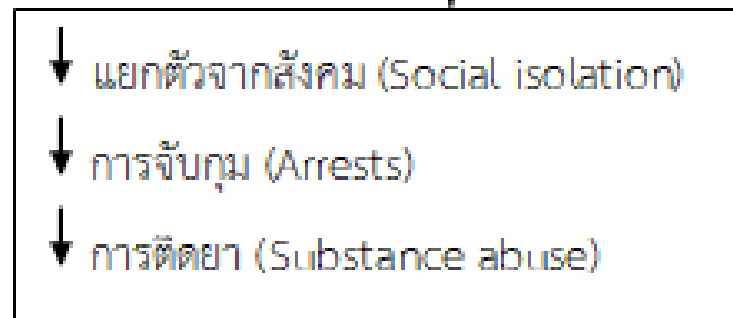 ↓ แยกตัวจากสังคม (Social isolation)
↓ การจับกุม (Arrests)
↓ การติดยา (Substance abuse)